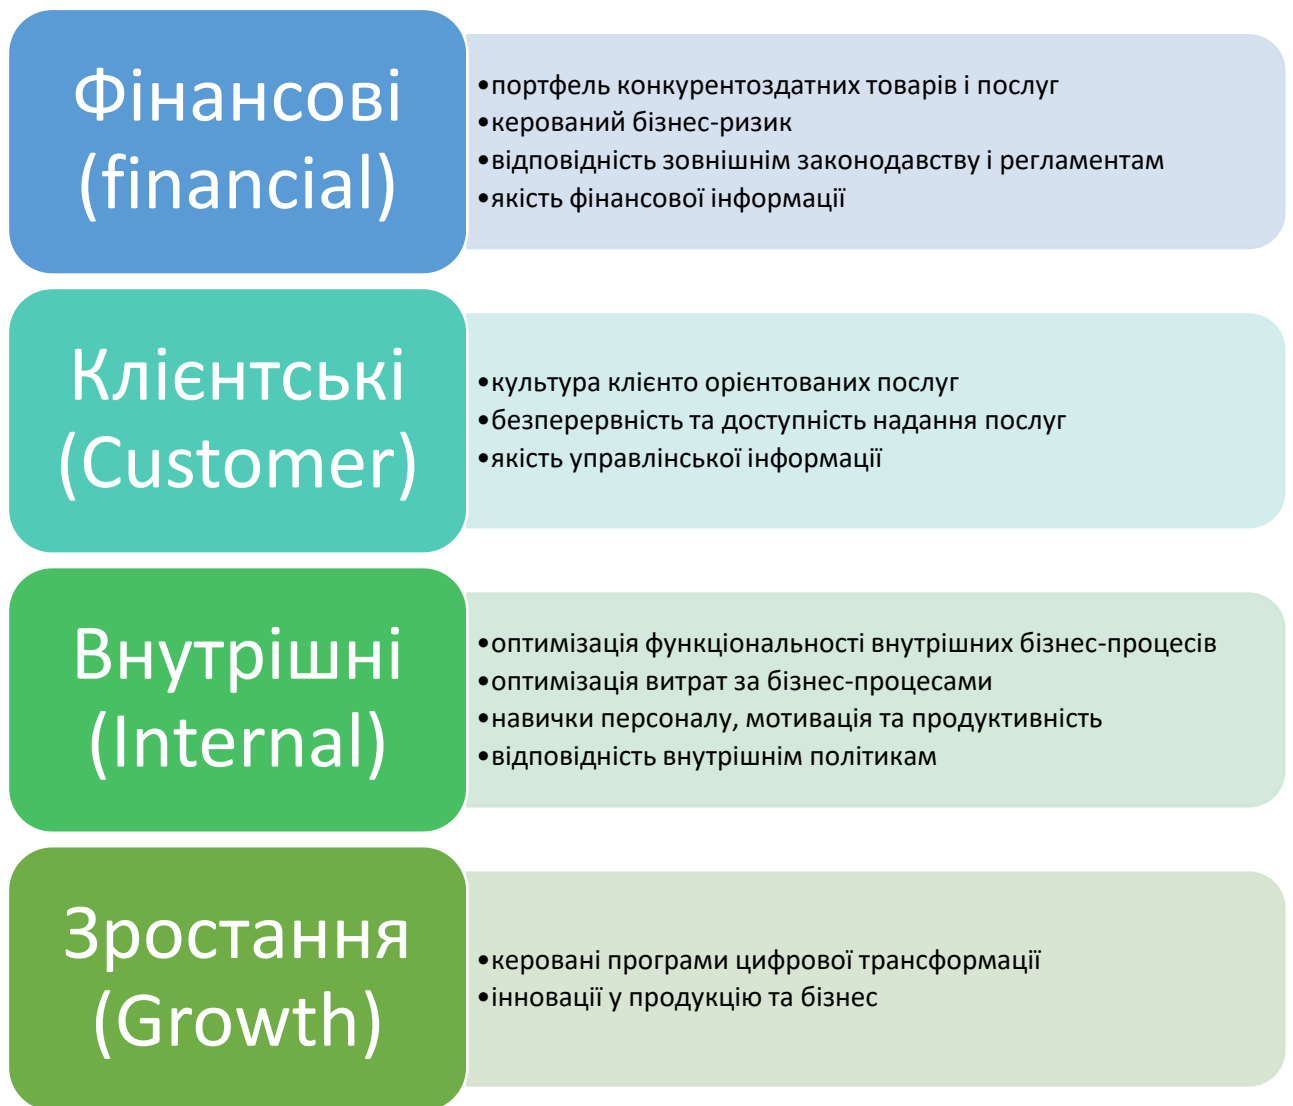 Фінансові
(financial)
•портфель конкурентоздатних товарів і послуг
•керований бізнес-ризик
•відповідність зовнішнім законодавству і регламентам
•якість фінансової інформації
Клієнтські
(Customer)
•культура клієнто орієнтованих послуг
•безперервність та доступність надання послуг
•якість управлінської інформації
Внутрішні
(Internal)
•оптимізація функціональності внутрішних бізнес-процесів
•оптимізація витрат за бізнес-процесами
•навички персоналу, мотивація та продуктивність
•відповідність внутрішнім політикам
Зростання
(Growth)
•керовані програми цифрової трансформації
•інновації у продукцію та бізнес